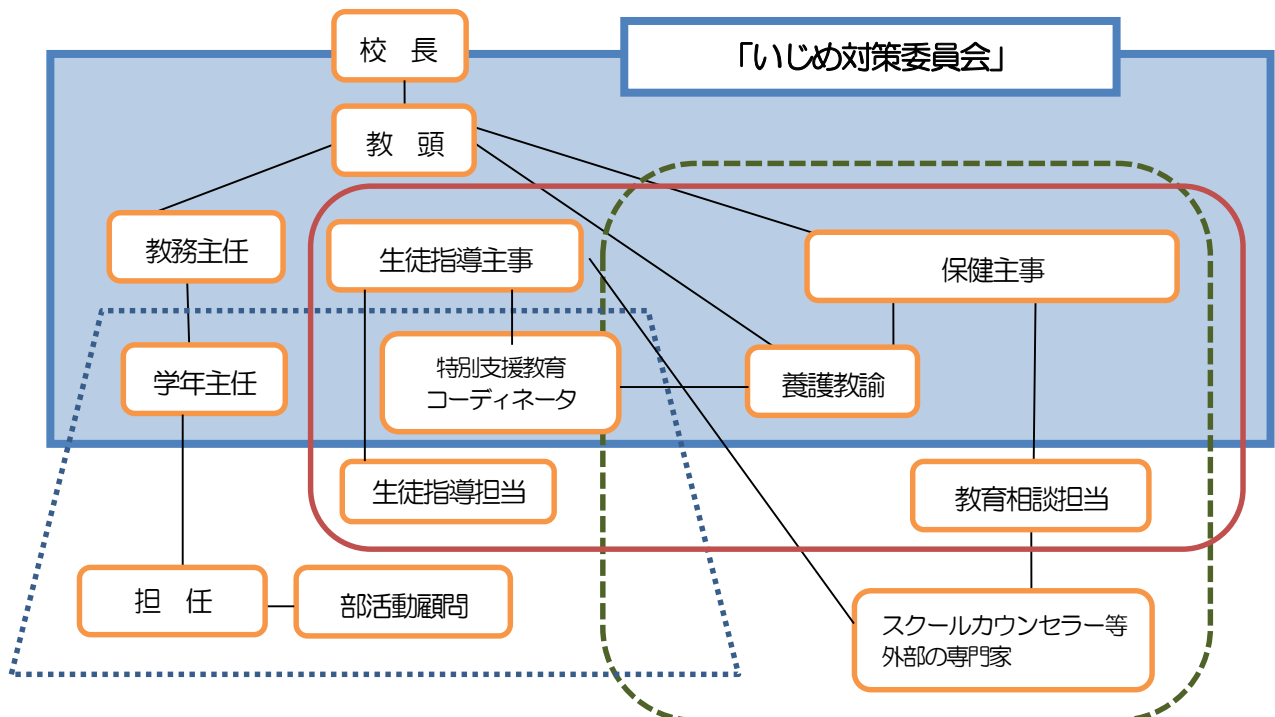 校　長
「いじめ対策委員会」
教　頭
教務主任
生徒指導主事
保健主事
学年主任
特別支援教育
コーディネータ
養護教諭
生徒指導担当
教育相談担当
担　任
部活動顧問
スクールカウンセラー等
外部の専門家